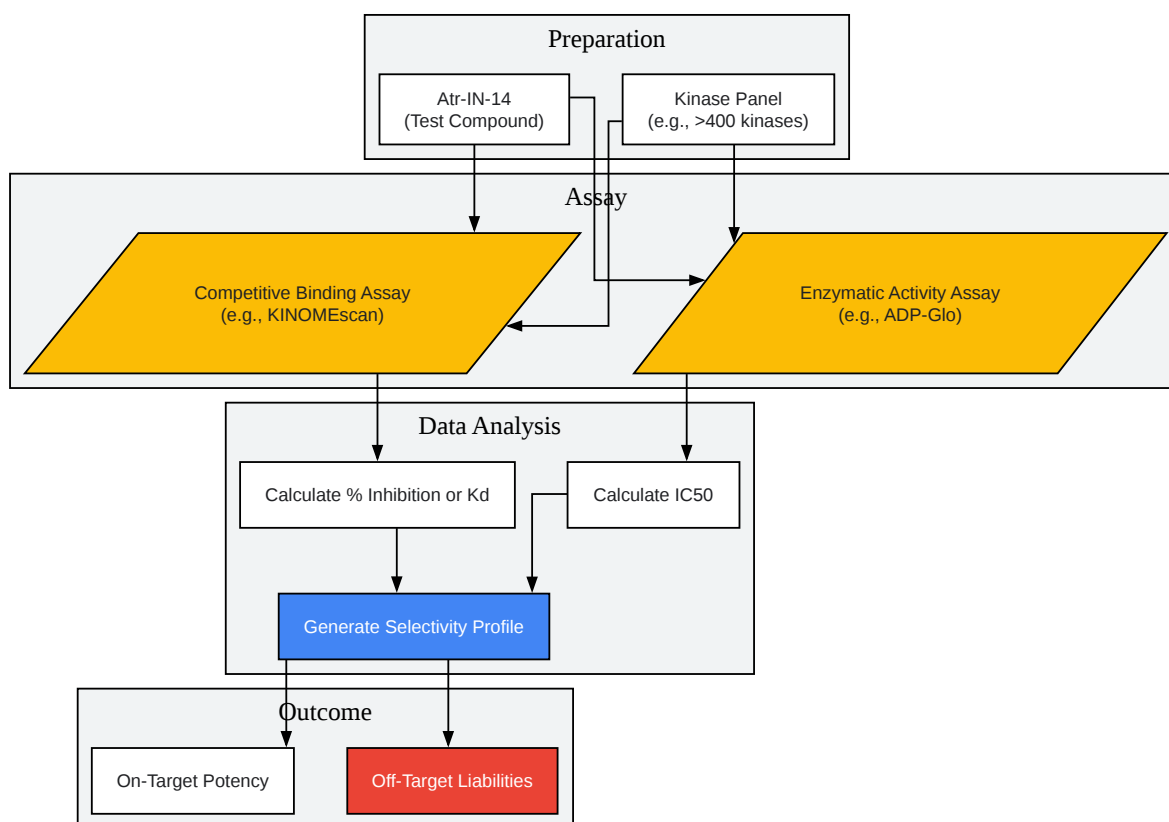 Preparation
Atr-IN-14
(Test Compound)
Kinase Panel
(e.g., >400 kinases)
Assay
Competitive Binding Assay
(e.g., KINOMEscan)
Enzymatic Activity Assay
(e.g., ADP-Glo)
Data Analysis
Calculate % Inhibition or Kd
Calculate IC50
Generate Selectivity Profile
Outcome
On-Target Potency
Off-Target Liabilities